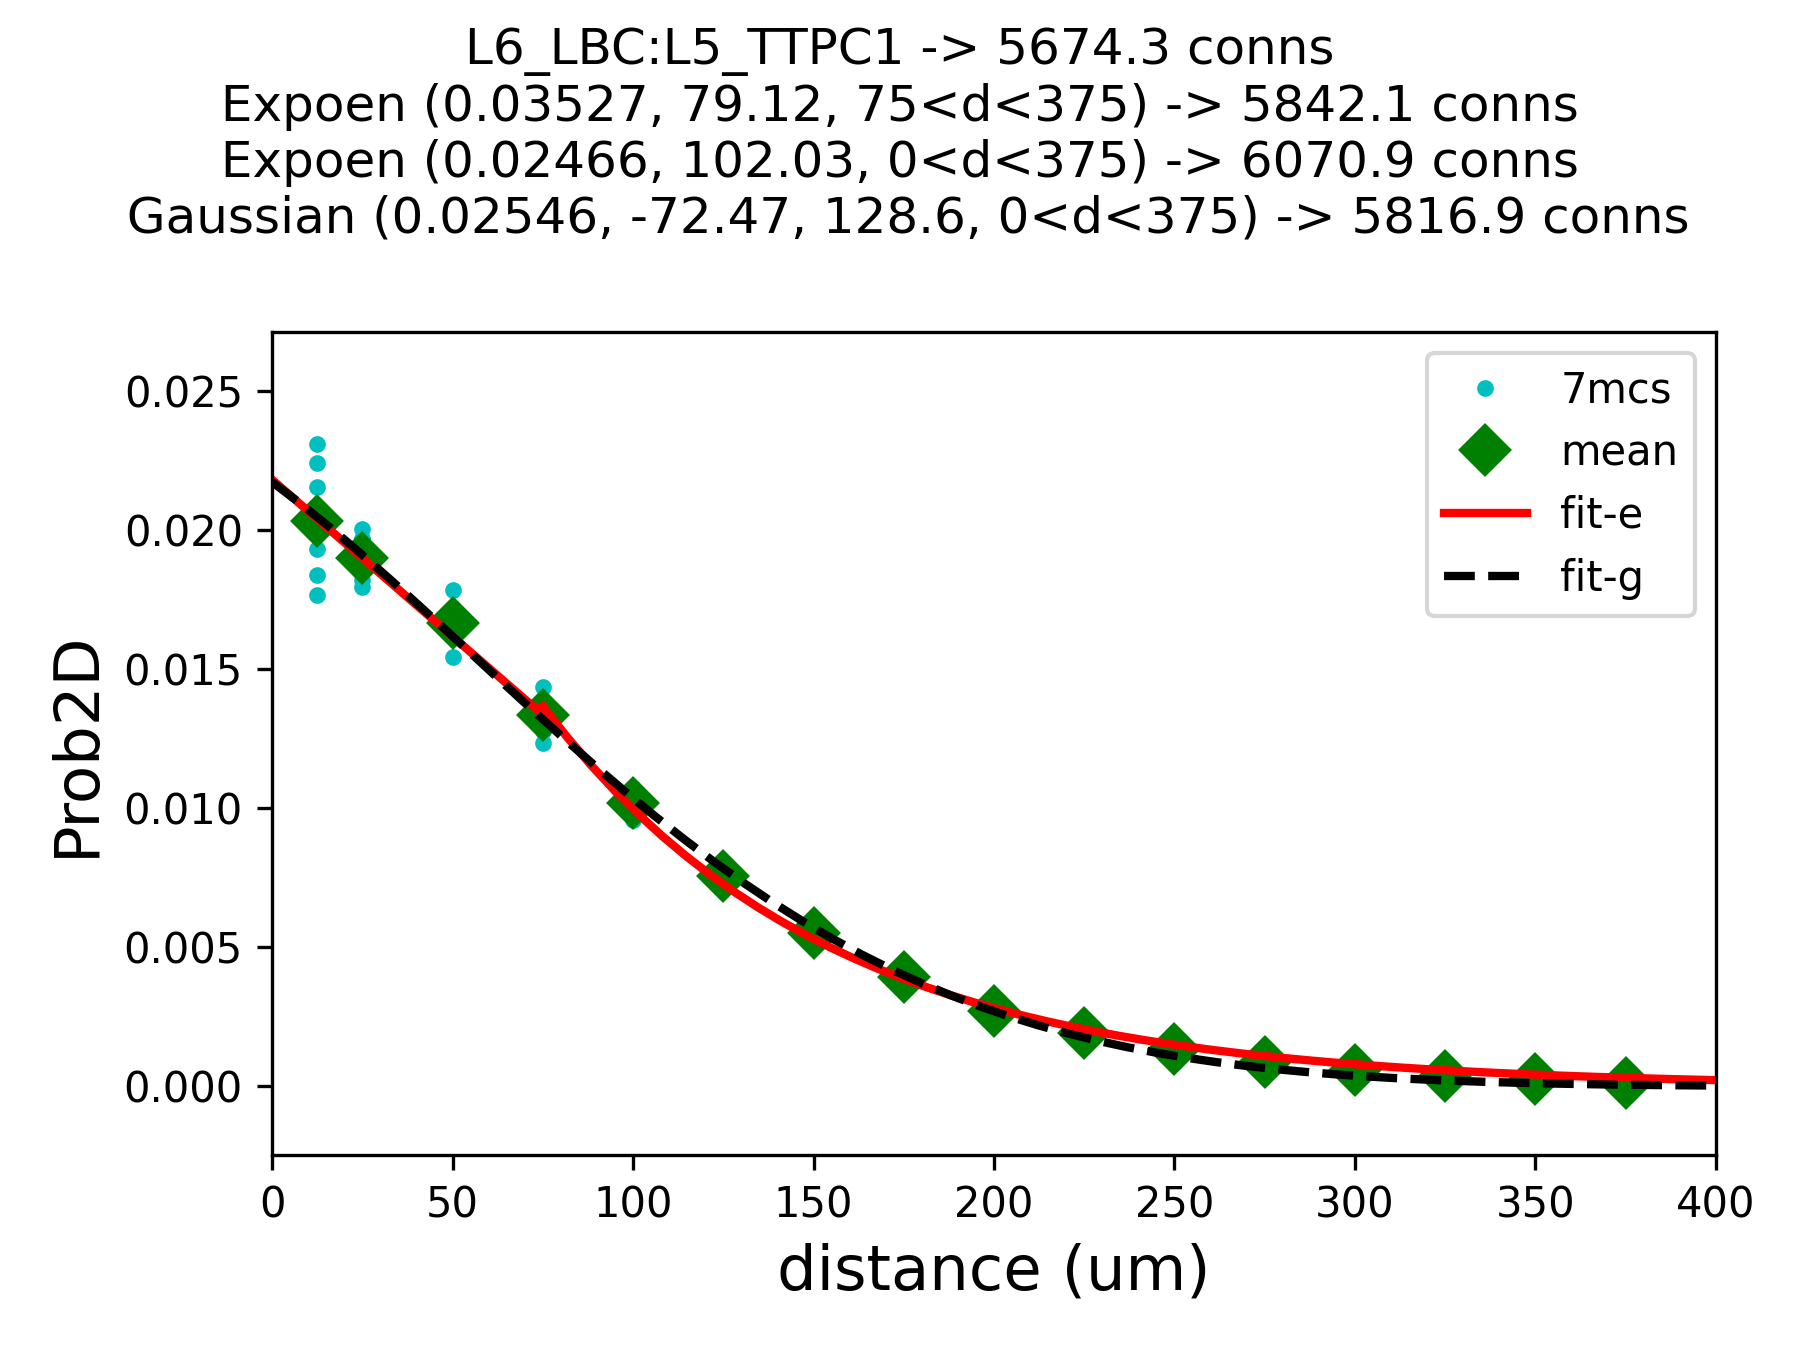 L6_LBC:L5_TTPC1 -> 5674.3 conns
Expoen (0.03527, 79.12, 75<d<375) -> 5842.1 conns
Expoen (0.02466, 102.03, 0<d<375) -> 6070.9 conns
Gaussian (0.02546, -72.47, 128.6, 0<d<375) -> 5816.9 conns
7mcs
mean
fit-e
fit-g
Prob2D
0.025
0.020
0.015
0.010
0.005
0.000
0 50 100 150 200 250 300 350 400
distance (um)